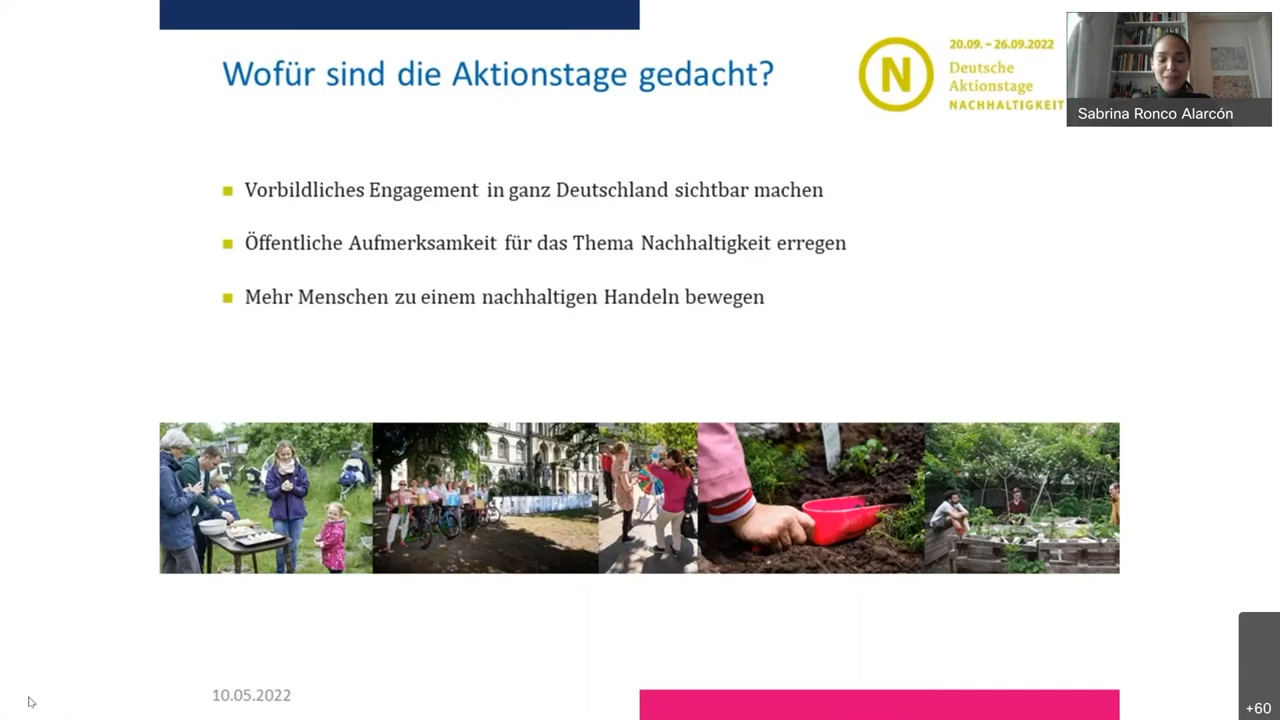 Wofür sind die Aktionstage gedacht?
N
20.09. – 26.09.2022
Deutsche
Aktionstage
NACHHALTIGKEIT
Sabrina Ronco Alarcón
Vorbildliches Engagement in ganz Deutschland sichtbar machen
Öffentliche Aufmerksamkeit für das Thema Nachhaltigkeit erregen
Mehr Menschen zu einem nachhaltigen Handeln bewegen
10.05.2022
+60